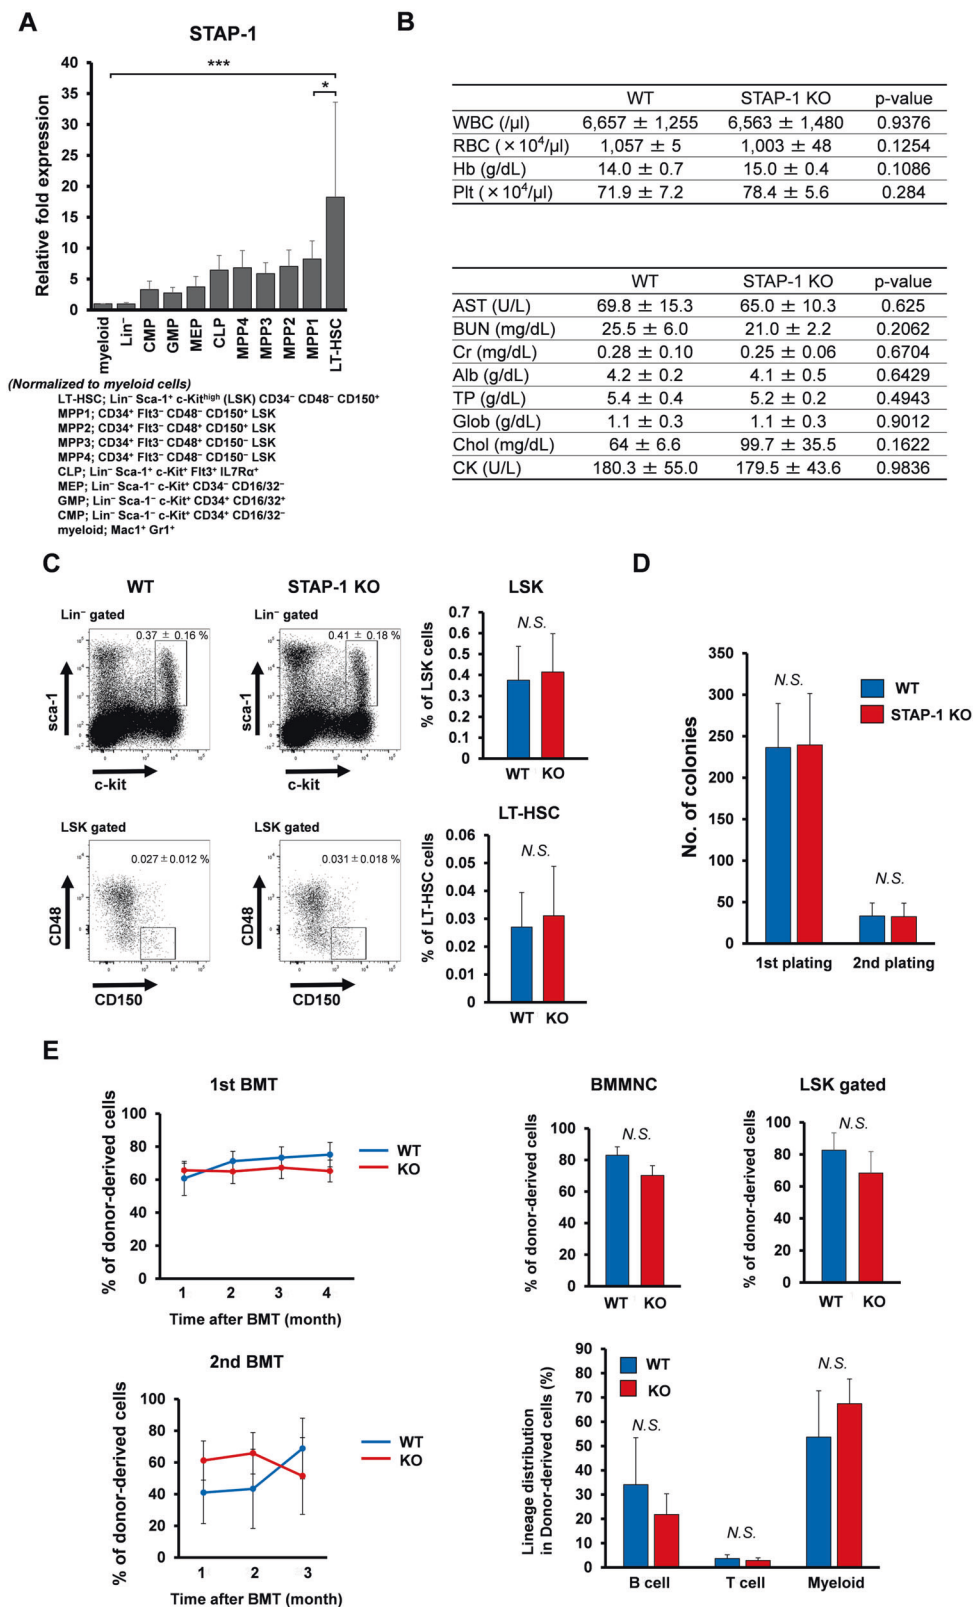 A
STAP-1
***
*
Relative fold expression
40
35
30
25
20
15
10
5
0
myeloid
Lin⁻
CMP
GMP
MEP
CLP
MPP4
MPP3
MPP2
MPP1
LT-HSC
(Normalized to myeloid cells)
LT-HSC; Lin⁻ Sca-1⁺ c-Kitʰⁱᵍʰ (LSK) CD34⁻ CD48⁻ CD150⁺
MPP1; CD34⁺ Flt3⁻ CD48⁻ CD150⁺ LSK
MPP2; CD34⁺ Flt3⁻ CD48⁺ CD150⁺ LSK
MPP3; CD34⁺ Flt3⁻ CD48⁺ CD150⁻ LSK
MPP4; CD34⁺ Flt3⁻ CD48⁻ CD150⁻ LSK
CLP; Lin⁻ Sca-1⁺ c-Kit⁺ Flt3⁺ IL7Rα⁺
MEP; Lin⁻ Sca-1⁻ c-Kit⁺ CD34⁻ CD16/32⁻
GMP; Lin⁻ Sca-1⁻ c-Kit⁺ CD34⁺ CD16/32⁺
CMP; Lin⁻ Sca-1⁻ c-Kit⁺ CD34⁺ CD16/32⁻
myeloid; Mac1⁺ Gr1⁺
B
WT STAP-1 KO p-value
WBC (/μl) 6,657 ± 1,255 6,563 ± 1,480 0.9376
RBC (×10⁴/μl) 1,057 ± 5 1,003 ± 48 0.1254
Hb (g/dL) 14.0 ± 0.7 15.0 ± 0.4 0.1086
Plt (×10⁴/μl) 71.9 ± 7.2 78.4 ± 5.6 0.284
WT STAP-1 KO p-value
AST (U/L) 69.8 ± 15.3 65.0 ± 10.3 0.625
BUN (mg/dL) 25.5 ± 6.0 21.0 ± 2.2 0.2062
Cr (mg/dL) 0.28 ± 0.10 0.25 ± 0.06 0.6704
Alb (g/dL) 4.2 ± 0.2 4.1 ± 0.5 0.6429
TP (g/dL) 5.4 ± 0.4 5.2 ± 0.2 0.4943
Glob (g/dL) 1.1 ± 0.3 1.1 ± 0.3 0.9012
Chol (mg/dL) 64 ± 6.6 99.7 ± 35.5 0.1622
CK (U/L) 180.3 ± 55.0 179.5 ± 43.6 0.9836
C
WT
STAP-1 KO
Lin⁻ gated
0.37 ± 0.16 %
sca-1
c-kit
Lin⁻ gated
0.41 ± 0.18 %
c-kit
LSK
N.S.
% of LSK cells
0.7
0.6
0.5
0.4
0.3
0.2
0.1
0
WT KO
LSK gated
0.027±0.012 %
CD48
CD150
LSK gated
0.031±0.018 %
CD150
LT-HSC
N.S.
% of LT-HSC cells
0.06
0.05
0.04
0.03
0.02
0.01
0
WT KO
D
No. of colonies
350
300
250
200
150
100
50
0
N.S.
N.S.
WT
STAP-1 KO
1st plating 2nd plating
E
1st BMT
% of donor-derived cells
100
80
60
40
20
0
1 2 3 4
Time after BMT (month)
WT
KO
BMMNC
N.S.
% of donor-derived cells
100
80
60
40
20
0
WT KO
LSK gated
N.S.
% of donor-derived cells
100
80
60
40
20
0
WT KO
2nd BMT
% of donor-derived cells
100
80
60
40
20
0
1 2 3
Time after BMT (month)
WT
KO
Lineage distribution
in Donor-derived cells (%)
90
80
70
60
50
40
30
20
10
0
WT
KO
N.S.
N.S.
N.S.
B cell T cell Myeloid